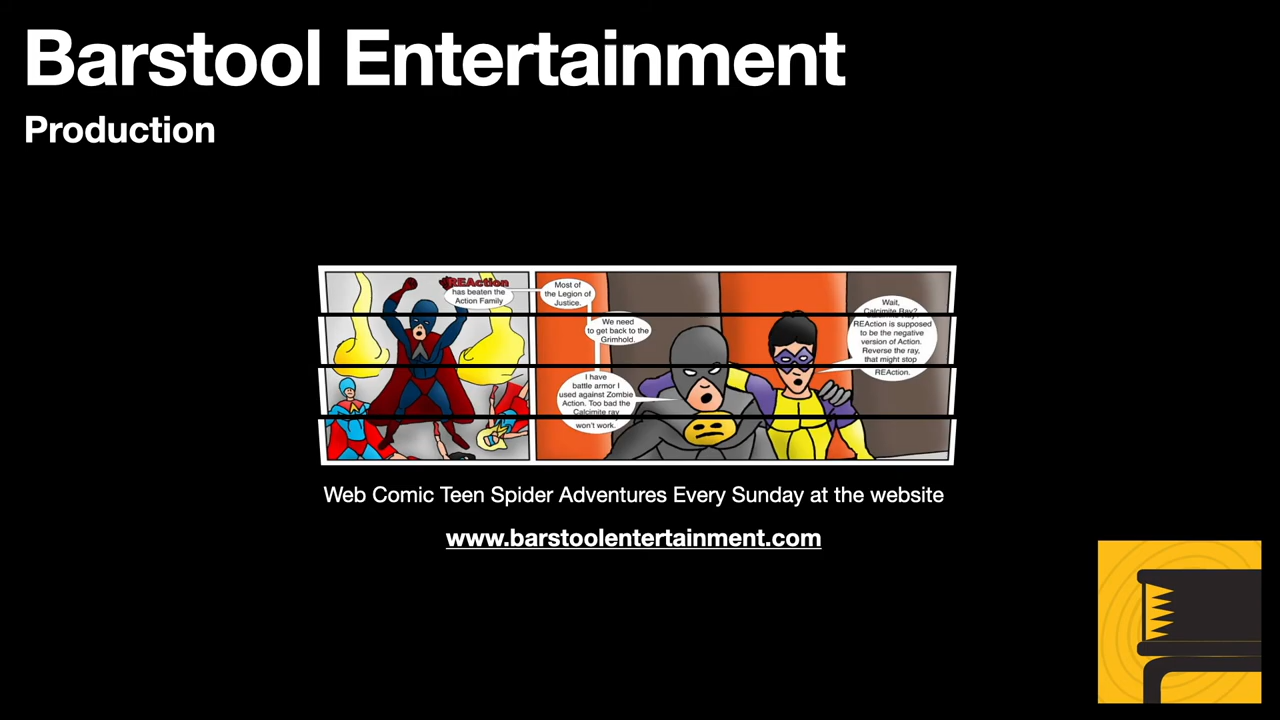 Barstool Entertainment
Production
REAction
has beaten the
Action Family
Most of
the Legion of
Justice.
We need
to get back to the
Grimhold.
I have
battle armor I
used against Zombie
Action. Too bad the
Calcimite ray
won't work.
Wait,
Calcimite Ray?
REAction is supposed
to be the negative
version of Action.
Reverse the ray,
that might stop
REAction.
Web Comic Teen Spider Adventures Every Sunday at the website
www.barstoolentertainment.com